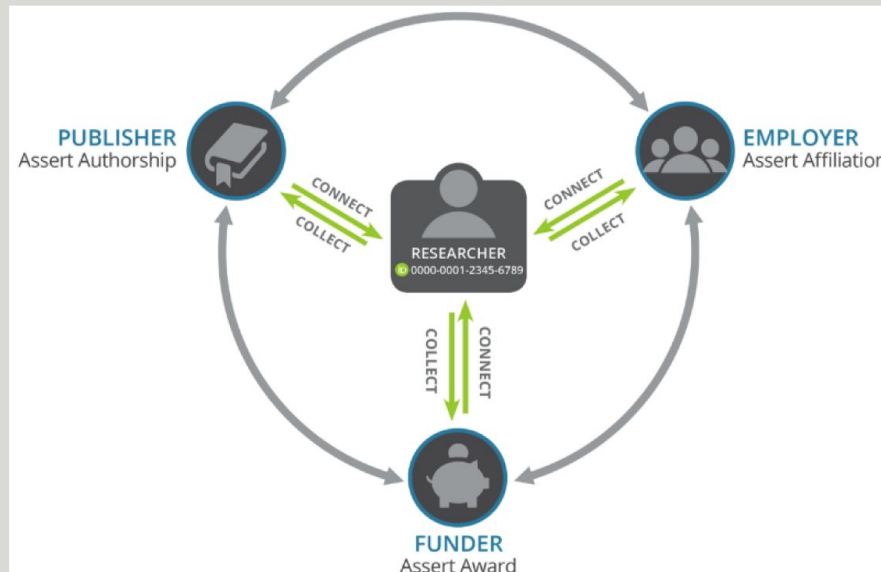 PUBLISHER
Assert Authorship
EMPLOYER
Assert Affiliation
CONNECT
COLLECT
CONNECT
COLLECT
RESEARCHER
iD 0000-0001-2345-6789
COLLECT
CONNECT
FUNDER
Assert Award